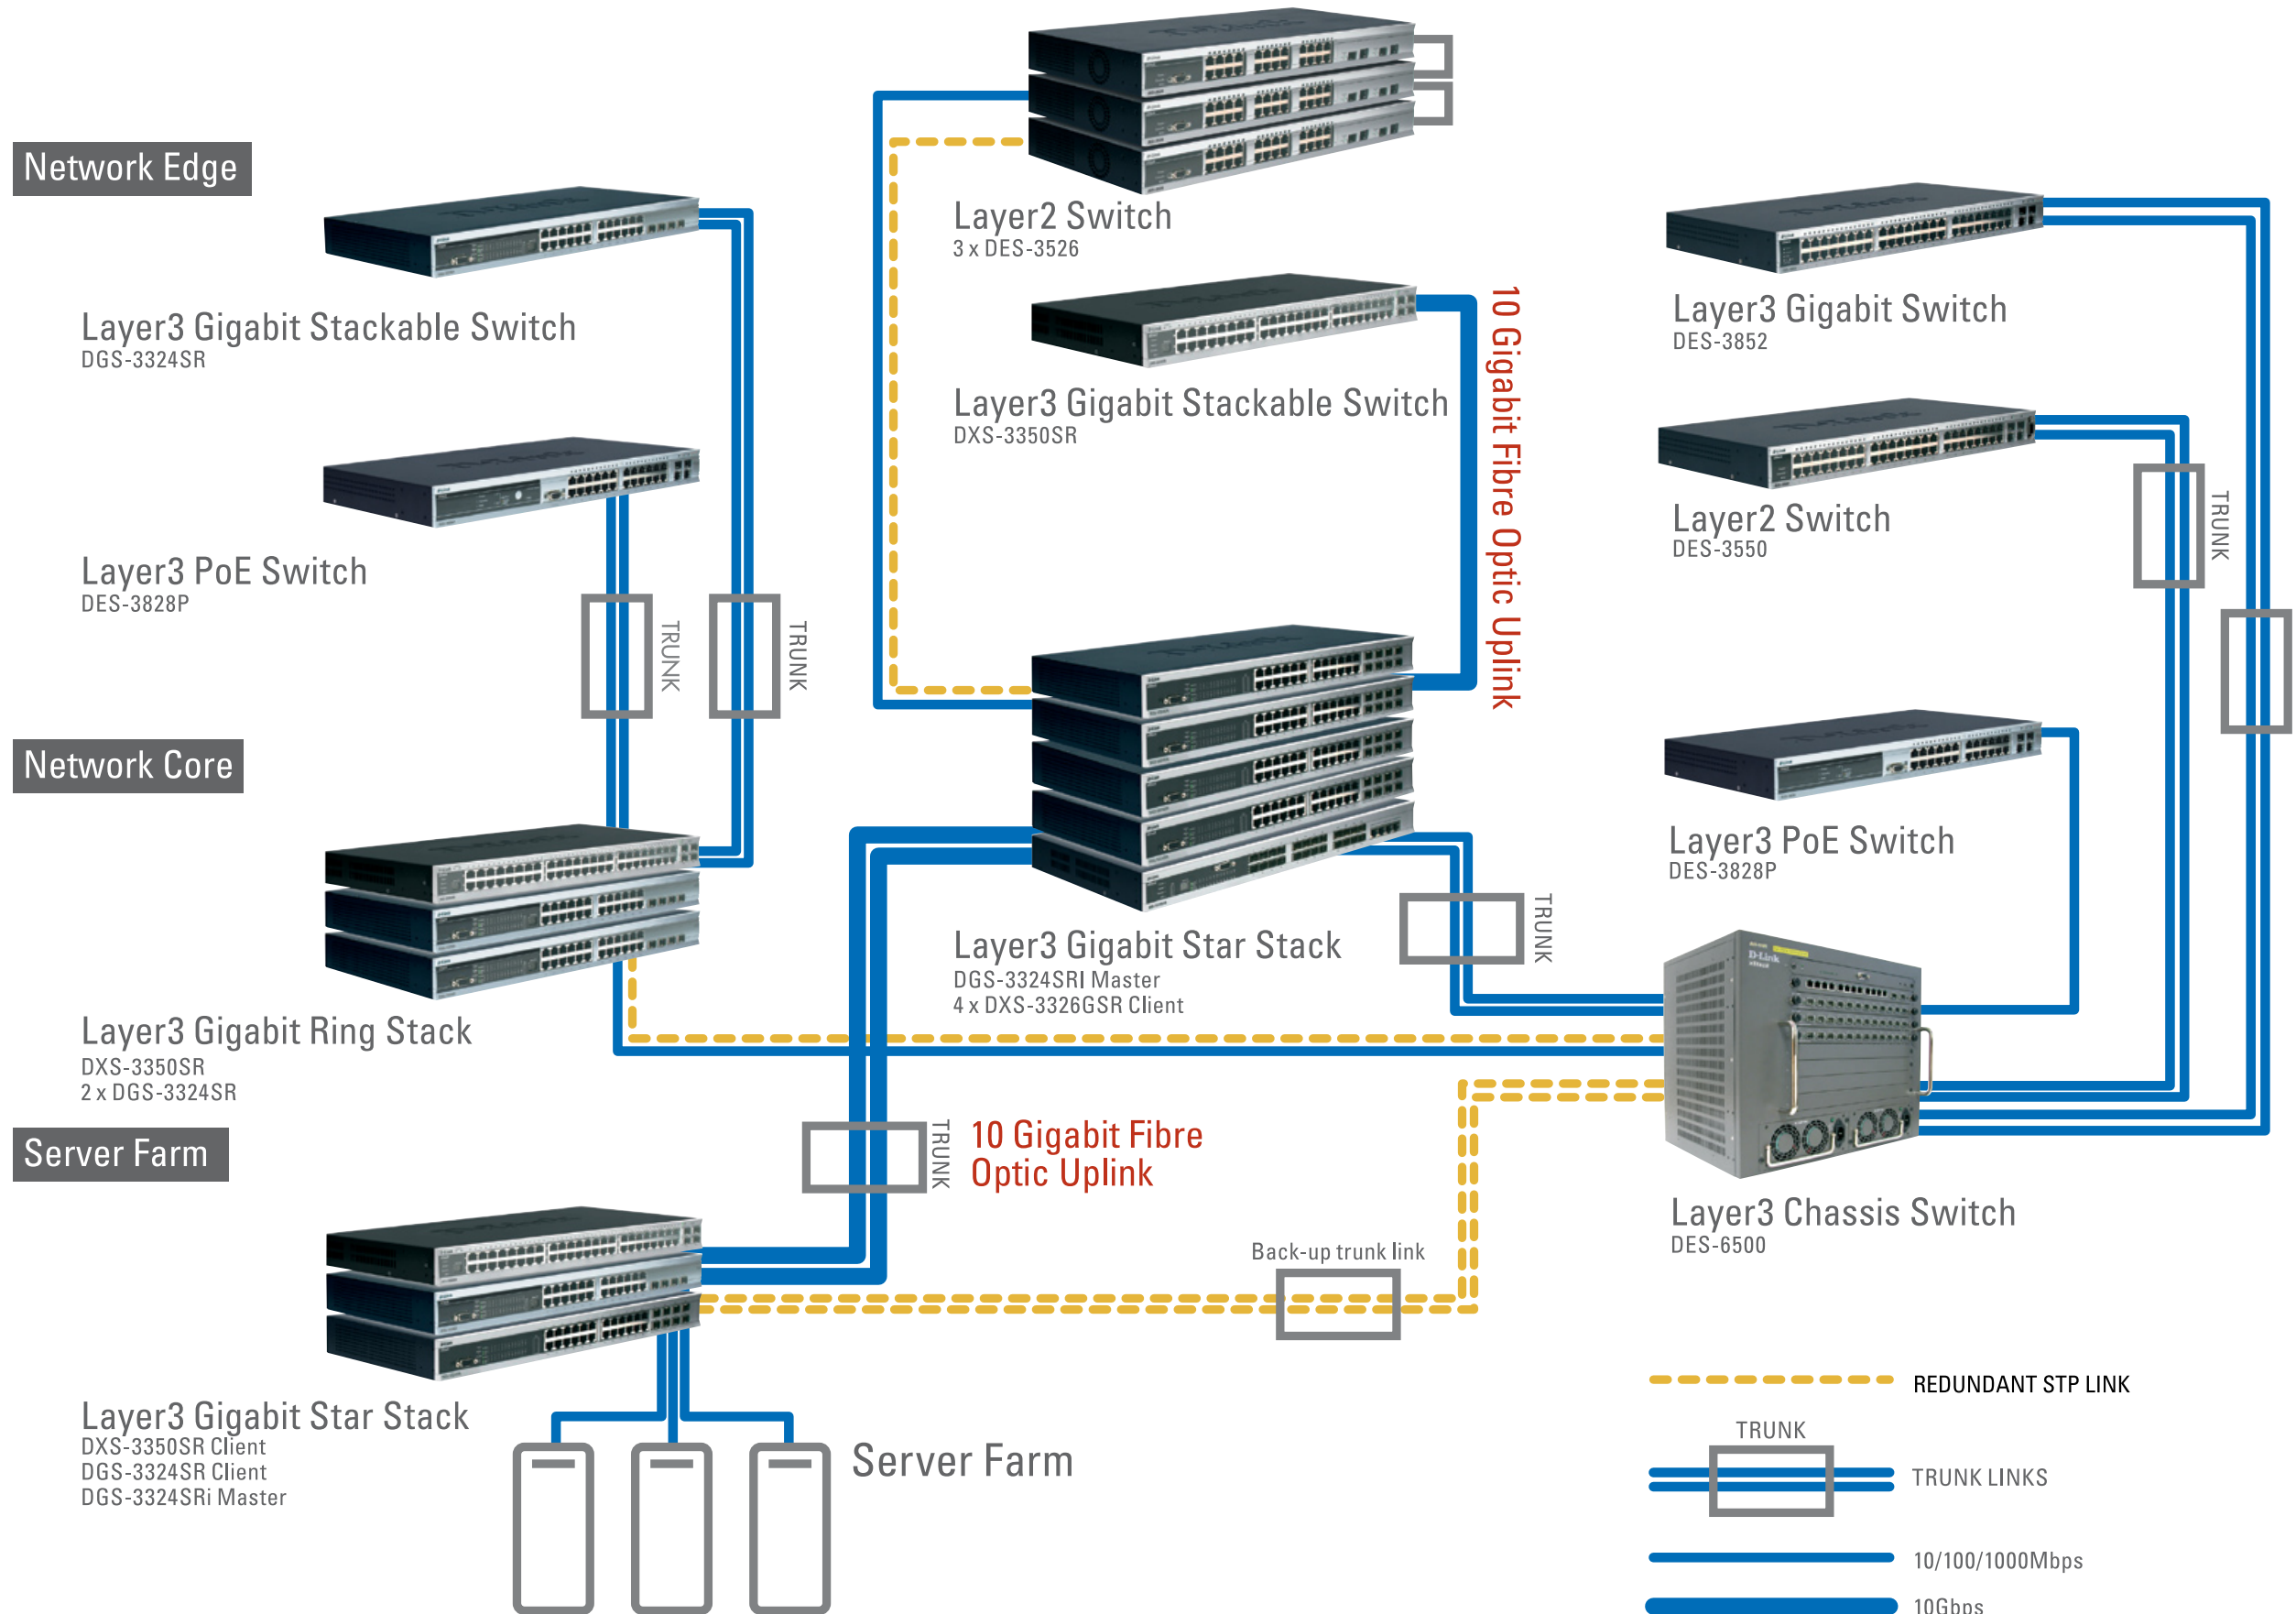 Network Edge
Layer3 Gigabit Stackable Switch
DGS-3324SR
Layer3 PoE Switch
DES-3828P
TRUNK
TRUNK
Network Core
Layer3 Gigabit Ring Stack
DXS-3350SR
2 x DGS-3324SR
Server Farm
Layer3 Gigabit Star Stack
DXS-3350SR Client
DGS-3324SR Client
DGS-3324SRi Master
Server Farm
Layer2 Switch
3 x DES-3526
Layer3 Gigabit Stackable Switch
DXS-3350SR
10 Gigabit Fibre Optic Uplink
Layer3 Gigabit Star Stack
DGS-3324SRI Master
4 x DXS-3326GSR Client
TRUNK
TRUNK
10 Gigabit Fibre
Optic Uplink
Back-up trunk link
Layer3 Gigabit Switch
DES-3852
Layer2 Switch
DES-3550
TRUNK
Layer3 PoE Switch
DES-3828P
D-Link
Layer3 Chassis Switch
DES-6500
REDUNDANT STP LINK
TRUNK
TRUNK LINKS
10/100/1000Mbps
10Gbps